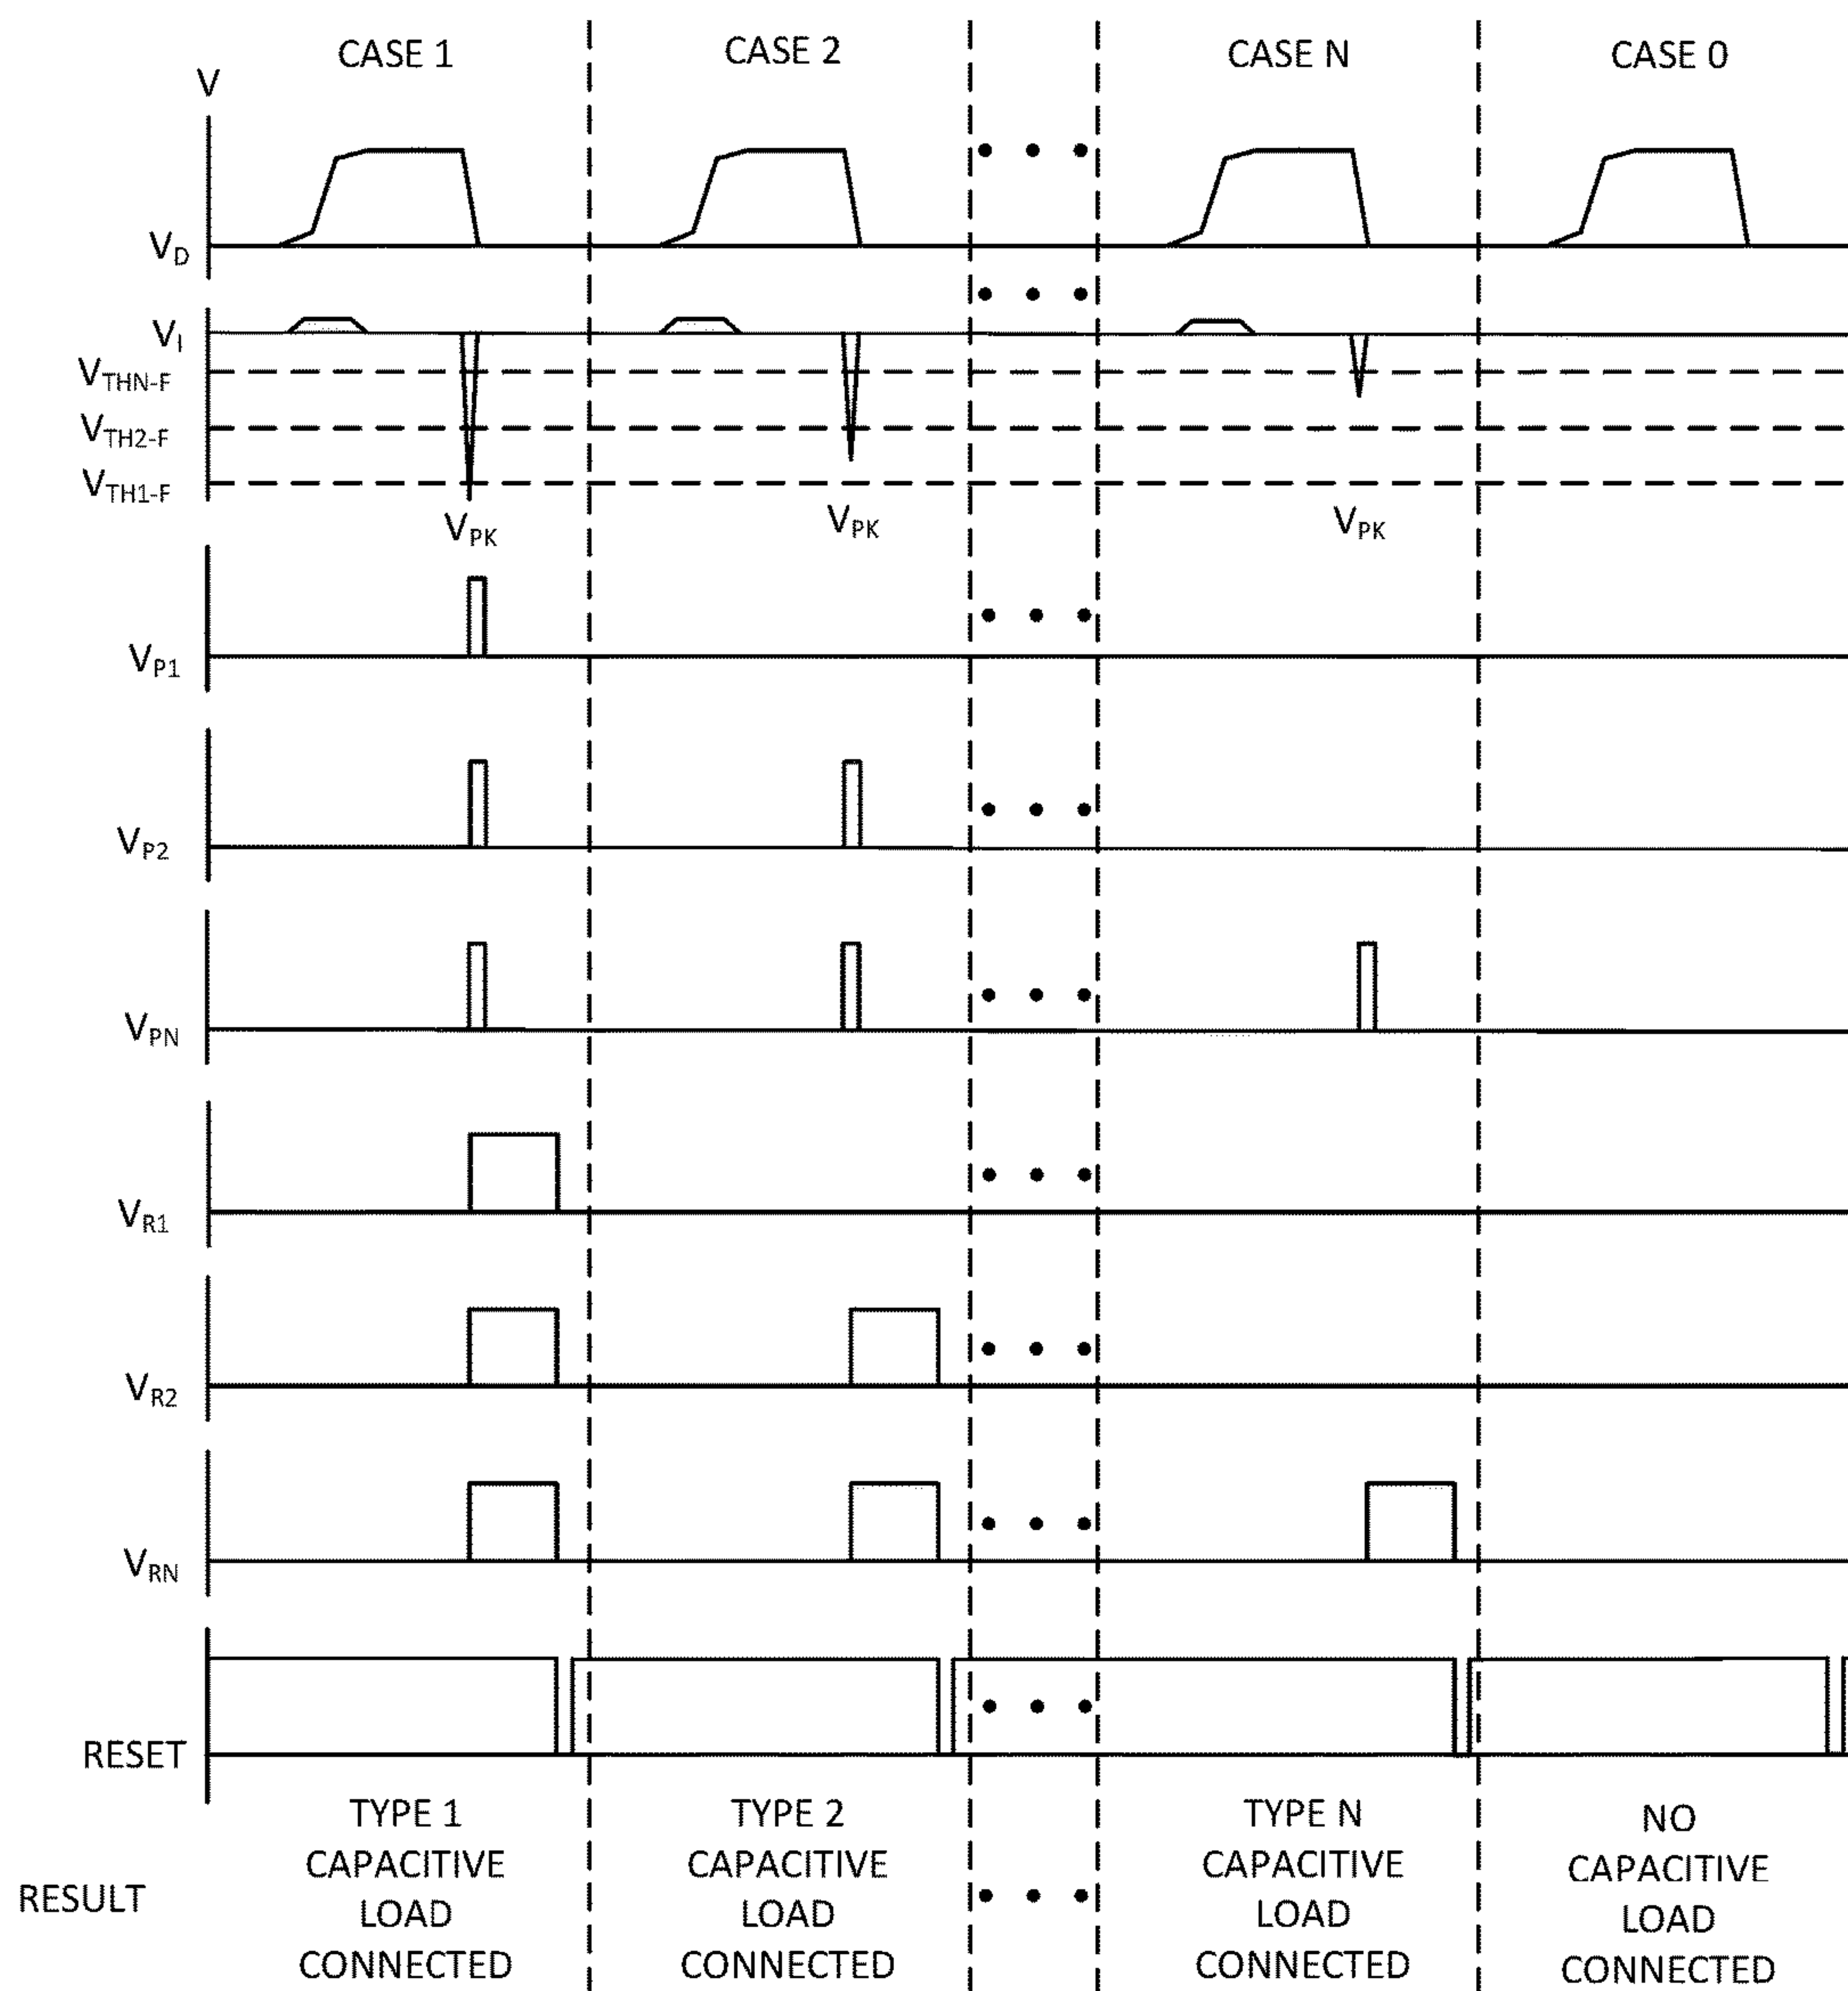 CASE 1 CASE 2 CASE N CASE 0
V
VD
VI
VTHN-F
VTH2-F
VTH1-F
VPK VPK VPK
VP1
VP2
VPN
VR1
VR2
VRN
RESET
RESULT
TYPE 1
CAPACITIVE
LOAD
CONNECTED
TYPE 2
CAPACITIVE
LOAD
CONNECTED
TYPE N
CAPACITIVE
LOAD
CONNECTED
NO
CAPACITIVE
LOAD
CONNECTED